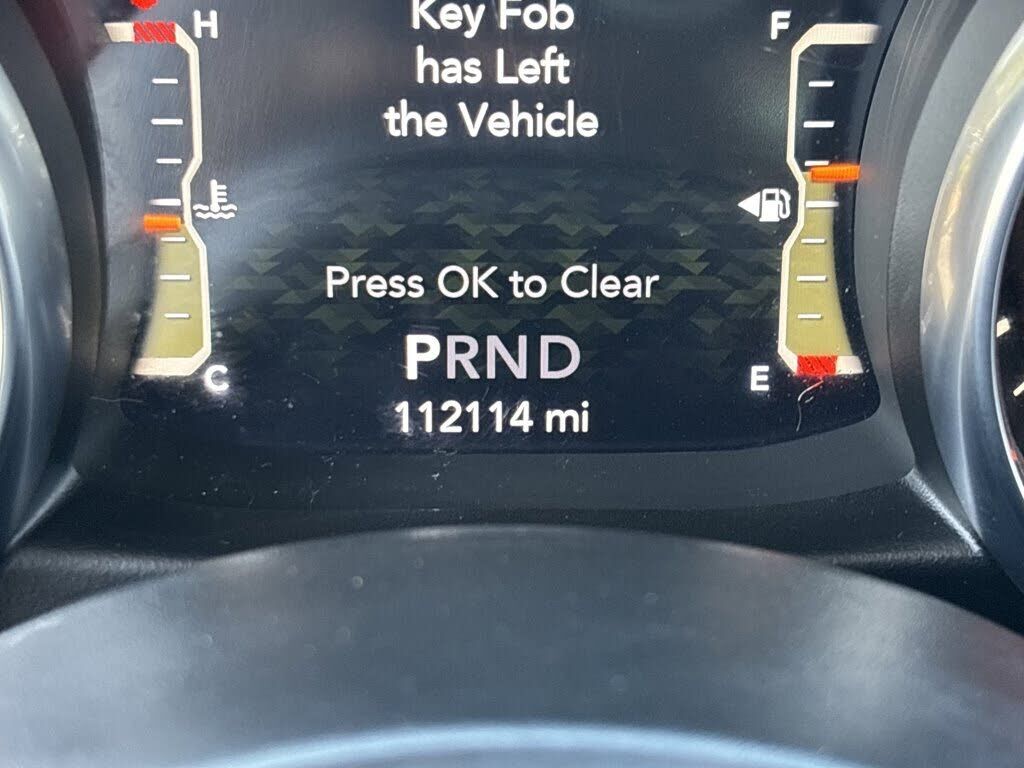 H
F
Key Fob
has Left
the Vehicle
Press OK to Clear
PRND
C
E
112114 mi